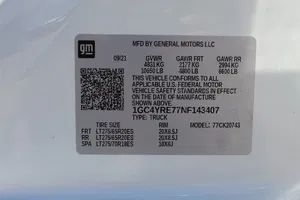 gm
MFD BY GENERAL MOTORS LLC
09/21 GVWR GAWR FRT GAWR RR
4831 KG 2177 KG 2994 KG
10650 LB 4800 LB 6600 LB
THIS VEHICLE CONFORMS TO ALL
APPLICABLE U.S. FEDERAL MOTOR
VEHICLE SAFETY STANDARDS IN EFFECT ON
THE DATE OF MANUFACTURE SHOWN ABOVE.
1GC4YRE77NF143407
TYPE: TRUCK
TIRE SIZE RIM MODEL: 77CK20743
FRT LT275/65R20ES 20X8.5J
RR LT275/65R20ES 20X8.5J
SPA LT275/70R18ES 18X8J